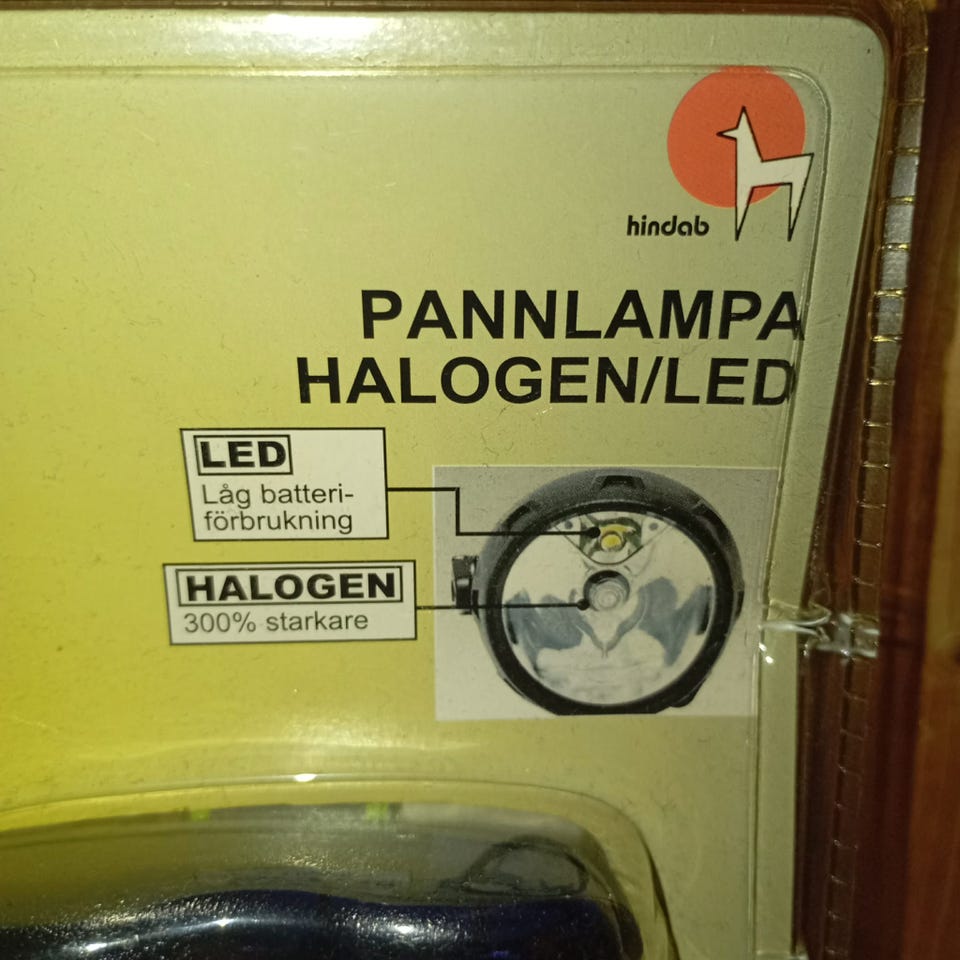 hindab
PANNLAMPA
HALOGEN/LED
LED
Låg batteri-
förbrukning
HALOGEN
300% starkare